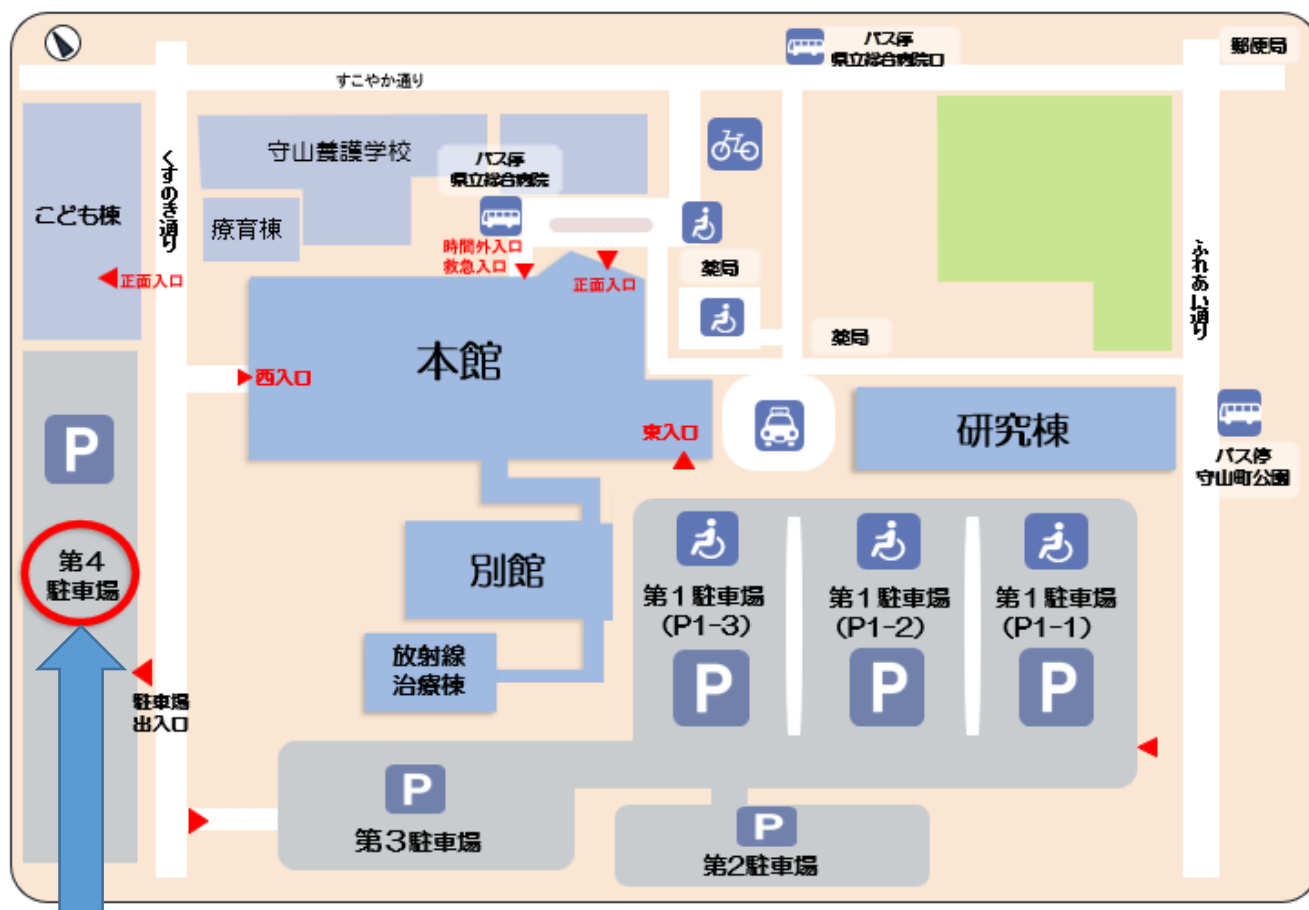 バス停
県立総合病院口
郵便局
すこやか通り
守山養護学校
バス停
県立総合病院
くすのき通り
こども棟
療育棟
時間外入口
救急入口
正面入口
正面入口
薬局
薬局
ふれあい通り
本館
西入口
東入口
研究棟
バス停
守山町公園
P
第4
駐車場
別館
第1駐車場
(P1-3)
P
第1駐車場
(P1-2)
P
第1駐車場
(P1-1)
P
放射線
治療棟
駐車場
出入口
P
第3駐車場
P
第2駐車場